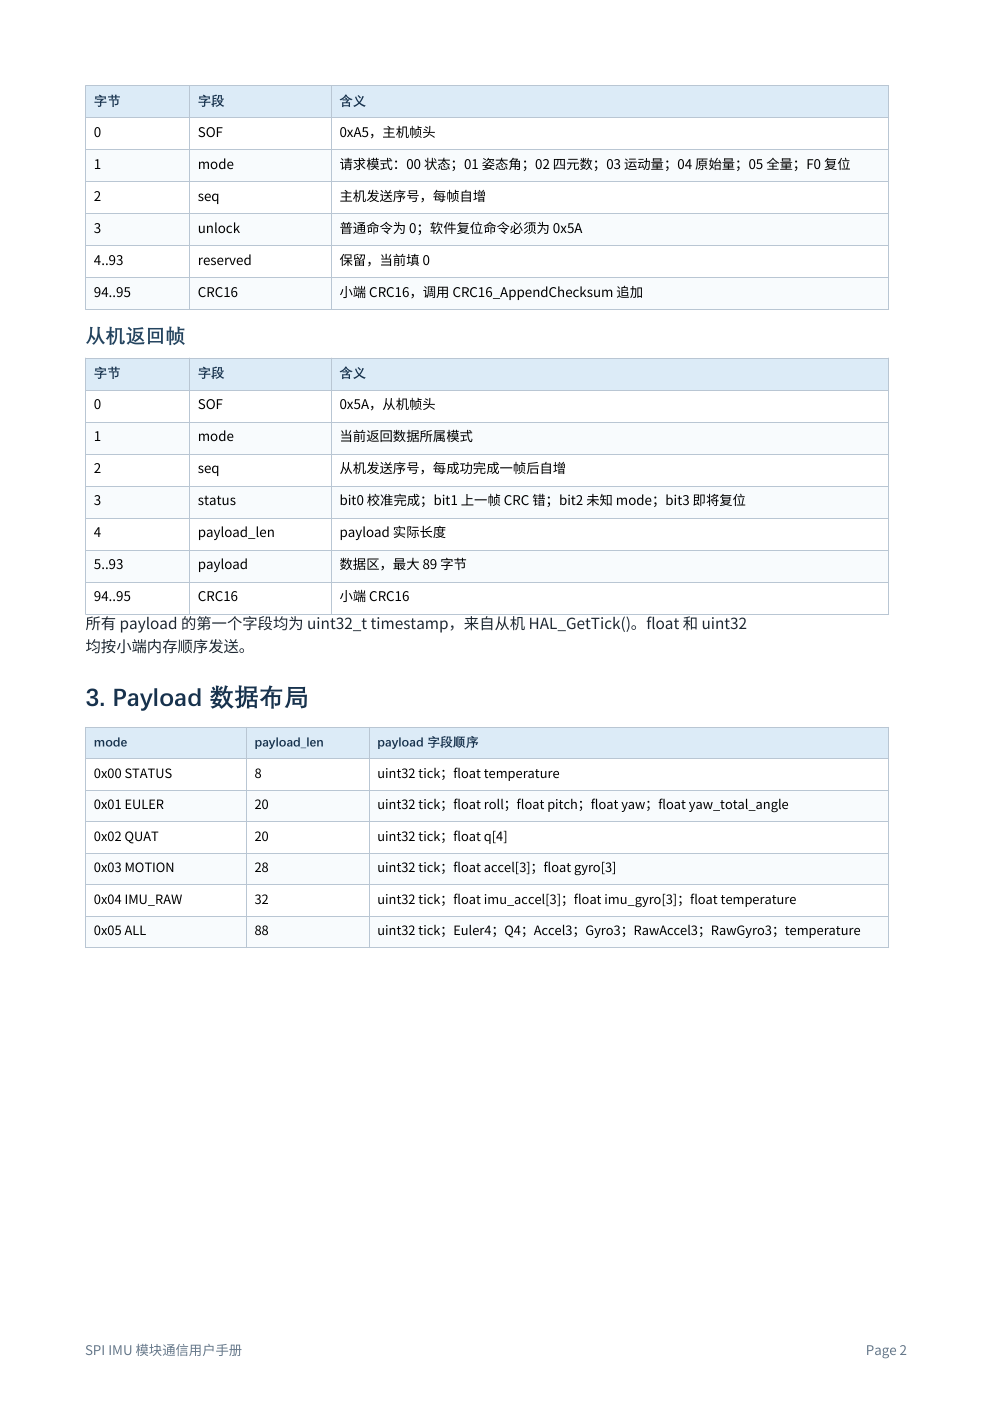 字节 字段 含义
0 SOF 0xA5，主机帧头
1 mode 请求模式：00 状态；01 姿态角；02 四元数；03 运动量；04 原始量；05 全量；F0 复位
2 seq 主机发送序号，每帧自增
3 unlock 普通命令为 0；软件复位命令必须为 0x5A
4..93 reserved 保留，当前填 0
94..95 CRC16 小端 CRC16，调用 CRC16_AppendChecksum 追加
从机返回帧
字节 字段 含义
0 SOF 0x5A，从机帧头
1 mode 当前返回数据所属模式
2 seq 从机发送序号，每成功完成一帧后自增
3 status bit0 校准完成；bit1 上一帧 CRC 错；bit2 未知 mode；bit3 即将复位
4 payload_len payload 实际长度
5..93 payload 数据区，最大 89 字节
94..95 CRC16 小端 CRC16
所有 payload 的第一个字段均为 uint32_t timestamp，来自从机 HAL_GetTick()。float 和 uint32
均按小端内存顺序发送。
3. Payload 数据布局
mode payload_len payload 字段顺序
0x00 STATUS 8 uint32 tick；float temperature
0x01 EULER 20 uint32 tick；float roll；float pitch；float yaw；float yaw_total_angle
0x02 QUAT 20 uint32 tick；float q[4]
0x03 MOTION 28 uint32 tick；float accel[3]；float gyro[3]
0x04 IMU_RAW 32 uint32 tick；float imu_accel[3]；float imu_gyro[3]；float temperature
0x05 ALL 88 uint32 tick；Euler4；Q4；Accel3；Gyro3；RawAccel3；RawGyro3；temperature
SPI IMU 模块通信用户手册 Page 2